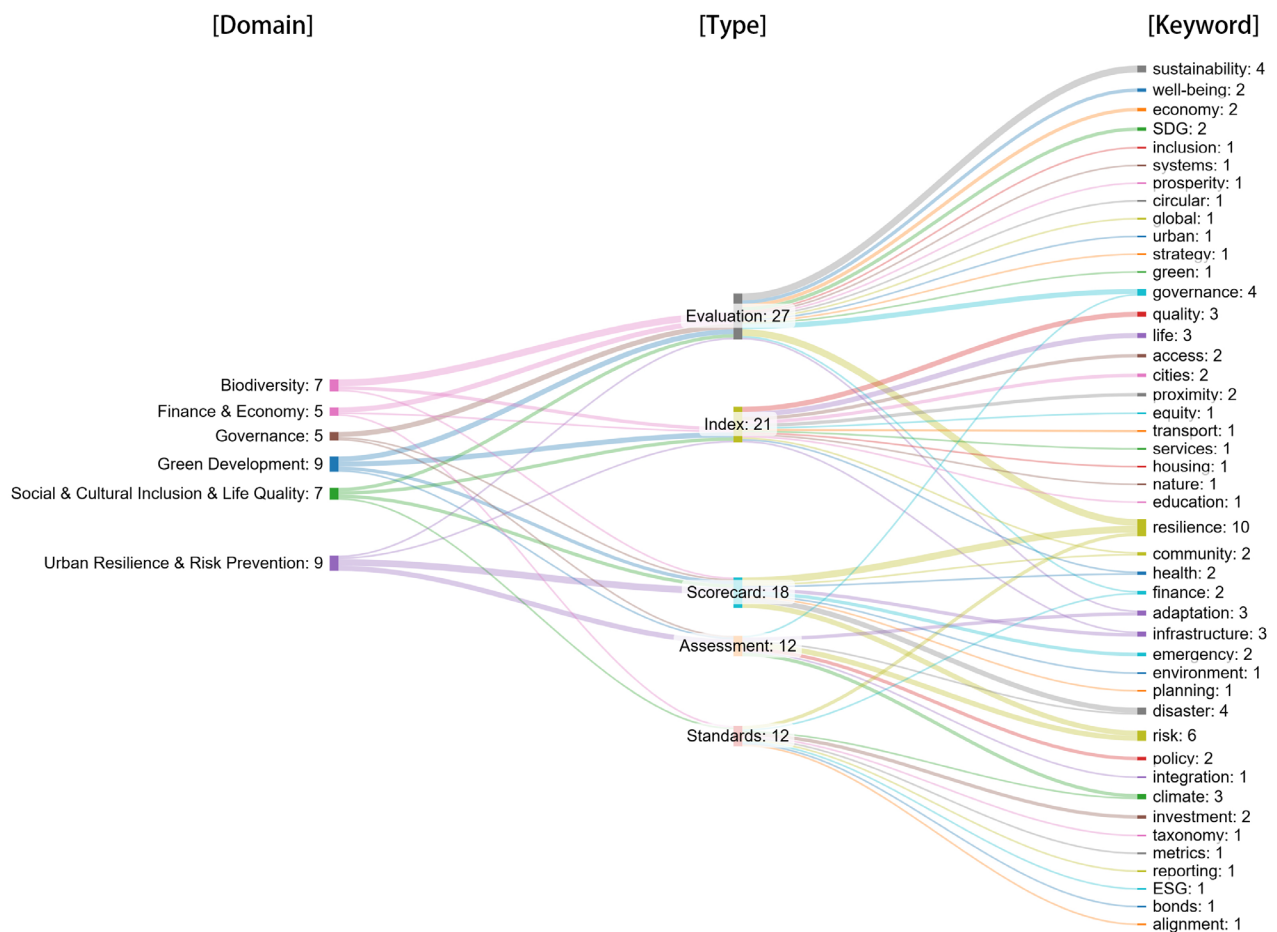 [Domain]
[Type]
[Keyword]
Biodiversity: 7
Finance & Economy: 5
Governance: 5
Green Development: 9
Social & Cultural Inclusion & Life Quality: 7
Urban Resilience & Risk Prevention: 9
Evaluation: 27
Index: 21
Scorecard: 18
Assessment: 12
Standards: 12
sustainability: 4
well-being: 2
economy: 2
SDG: 2
inclusion: 1
systems: 1
prosperity: 1
circular: 1
global: 1
urban: 1
strategy: 1
green: 1
governance: 4
quality: 3
life: 3
access: 2
cities: 2
proximity: 2
equity: 1
transport: 1
services: 1
housing: 1
nature: 1
education: 1
resilience: 10
community: 2
health: 2
finance: 2
adaptation: 3
infrastructure: 3
emergency: 2
environment: 1
planning: 1
disaster: 4
risk: 6
policy: 2
integration: 1
climate: 3
investment: 2
taxonomy: 1
metrics: 1
reporting: 1
ESG: 1
bonds: 1
alignment: 1